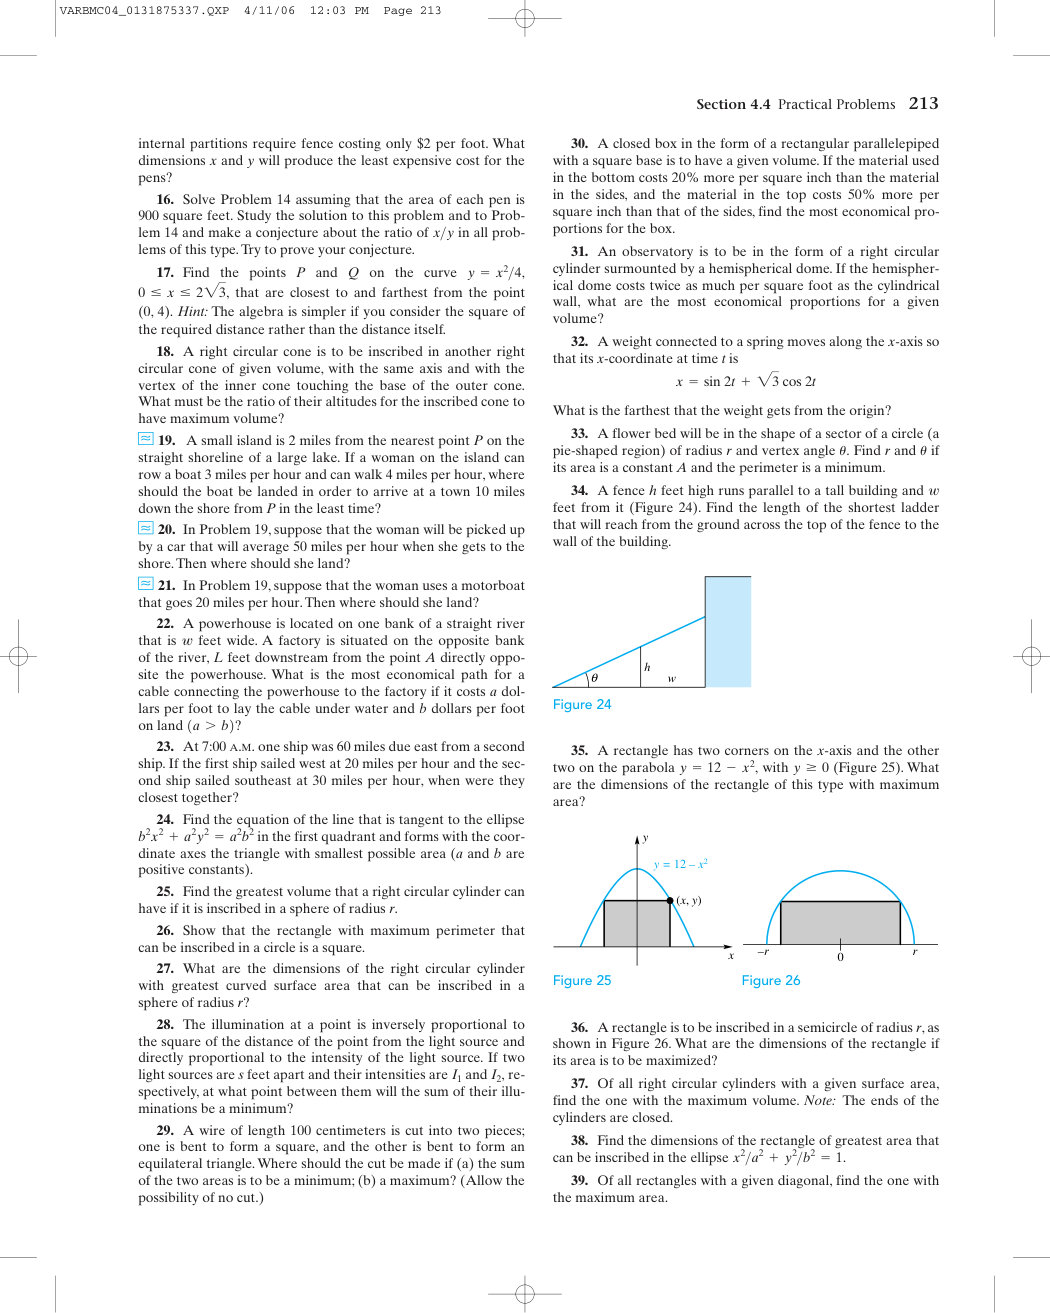 VARBMC04_0131875337.QXP 4/11/06 12:03 PM Page 213
Section 4.4 Practical Problems 213
internal partitions require fence costing only $2 per foot. What
dimensions x and y will produce the least expensive cost for the
pens?
16. Solve Problem 14 assuming that the area of each pen is
900 square feet. Study the solution to this problem and to Prob-
lem 14 and make a conjecture about the ratio of x/y in all prob-
lems of this type. Try to prove your conjecture.
17. Find the points P and Q on the curve y = x²/4,
0 ≤ x ≤ 2√3, that are closest to and farthest from the point
(0, 4). Hint: The algebra is simpler if you consider the square of
the required distance rather than the distance itself.
18. A right circular cone is to be inscribed in another right
circular cone of given volume, with the same axis and with the
vertex of the inner cone touching the base of the outer cone.
What must be the ratio of their altitudes for the inscribed cone to
have maximum volume?
≈ 19. A small island is 2 miles from the nearest point P on the
straight shoreline of a large lake. If a woman on the island can
row a boat 3 miles per hour and can walk 4 miles per hour, where
should the boat be landed in order to arrive at a town 10 miles
down the shore from P in the least time?
≈ 20. In Problem 19, suppose that the woman will be picked up
by a car that will average 50 miles per hour when she gets to the
shore. Then where should she land?
≈ 21. In Problem 19, suppose that the woman uses a motorboat
that goes 20 miles per hour. Then where should she land?
22. A powerhouse is located on one bank of a straight river
that is w feet wide. A factory is situated on the opposite bank
of the river, L feet downstream from the point A directly oppo-
site the powerhouse. What is the most economical path for a
cable connecting the powerhouse to the factory if it costs a dol-
lars per foot to lay the cable under water and b dollars per foot
on land (a > b)?
23. At 7:00 A.M. one ship was 60 miles due east from a second
ship. If the first ship sailed west at 20 miles per hour and the sec-
ond ship sailed southeast at 30 miles per hour, when were they
closest together?
24. Find the equation of the line that is tangent to the ellipse
b²x² + a²y² = a²b² in the first quadrant and forms with the coor-
dinate axes the triangle with smallest possible area (a and b are
positive constants).
25. Find the greatest volume that a right circular cylinder can
have if it is inscribed in a sphere of radius r.
26. Show that the rectangle with maximum perimeter that
can be inscribed in a circle is a square.
27. What are the dimensions of the right circular cylinder
with greatest curved surface area that can be inscribed in a
sphere of radius r?
28. The illumination at a point is inversely proportional to
the square of the distance of the point from the light source and
directly proportional to the intensity of the light source. If two
light sources are s feet apart and their intensities are I₁ and I₂, re-
spectively, at what point between them will the sum of their illu-
minations be a minimum?
29. A wire of length 100 centimeters is cut into two pieces;
one is bent to form a square, and the other is bent to form an
equilateral triangle. Where should the cut be made if (a) the sum
of the two areas is to be a minimum; (b) a maximum? (Allow the
possibility of no cut.)
30. A closed box in the form of a rectangular parallelepiped
with a square base is to have a given volume. If the material used
in the bottom costs 20% more per square inch than the material
in the sides, and the material in the top costs 50% more per
square inch than that of the sides, find the most economical pro-
portions for the box.
31. An observatory is to be in the form of a right circular
cylinder surmounted by a hemispherical dome. If the hemispher-
ical dome costs twice as much per square foot as the cylindrical
wall, what are the most economical proportions for a given
volume?
32. A weight connected to a spring moves along the x-axis so
that its x-coordinate at time t is
x = sin 2t + √3 cos 2t
What is the farthest that the weight gets from the origin?
33. A flower bed will be in the shape of a sector of a circle (a
pie-shaped region) of radius r and vertex angle θ. Find r and θ if
its area is a constant A and the perimeter is a minimum.
34. A fence h feet high runs parallel to a tall building and w
feet from it (Figure 24). Find the length of the shortest ladder
that will reach from the ground across the top of the fence to the
wall of the building.
h
θ
w
Figure 24
35. A rectangle has two corners on the x-axis and the other
two on the parabola y = 12 − x², with y ≥ 0 (Figure 25). What
are the dimensions of the rectangle of this type with maximum
area?
y
y = 12 – x²
(x, y)
x
–r
0
r
Figure 25
Figure 26
36. A rectangle is to be inscribed in a semicircle of radius r, as
shown in Figure 26. What are the dimensions of the rectangle if
its area is to be maximized?
37. Of all right circular cylinders with a given surface area,
find the one with the maximum volume. Note: The ends of the
cylinders are closed.
38. Find the dimensions of the rectangle of greatest area that
can be inscribed in the ellipse x²/a² + y²/b² = 1.
39. Of all rectangles with a given diagonal, find the one with
the maximum area.